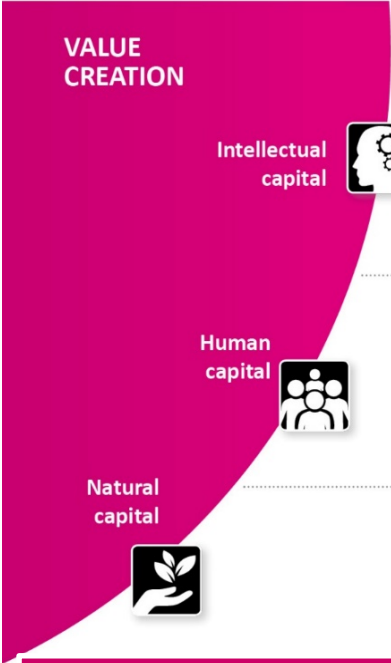 VALUE
CREATION
Intellectual
capital
Human
capital
Natural
capital